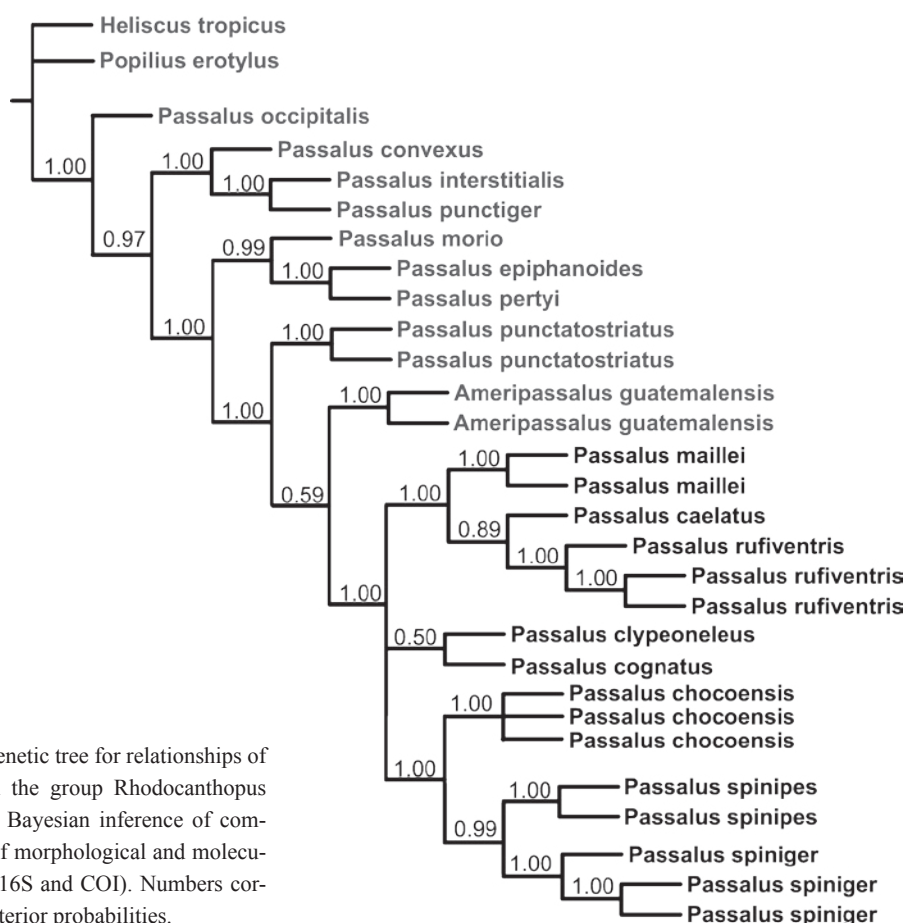 Heliscus tropicus
Popilius erotylus
Passalus occipitalis
1.00
1.00
Passalus convexus
1.00
Passalus interstitialis
Passalus punctiger
0.97
0.99
Passalus morio
1.00
Passalus epiphanoides
Passalus pertyi
1.00
1.00
Passalus punctatostriatus
Passalus punctatostriatus
1.00
1.00
Ameripassalus guatemalensis
Ameripassalus guatemalensis
0.59
1.00
1.00
Passalus maillei
Passalus maillei
0.89
Passalus caelatus
1.00
Passalus rufiventris
1.00
Passalus rufiventris
Passalus rufiventris
1.00
0.50
Passalus clypeoneleus
Passalus cognatus
1.00
Passalus chocoensis
Passalus chocoensis
Passalus chocoensis
1.00
1.00
Passalus spinipes
Passalus spinipes
0.99
1.00
Passalus spiniger
1.00
Passalus spiniger
Passalus spiniger
enetic tree for relationships of
the group Rhodocanthopus
Bayesian inference of com-
f morphological and molecu-
16S and COI). Numbers cor-
terior probabilities.